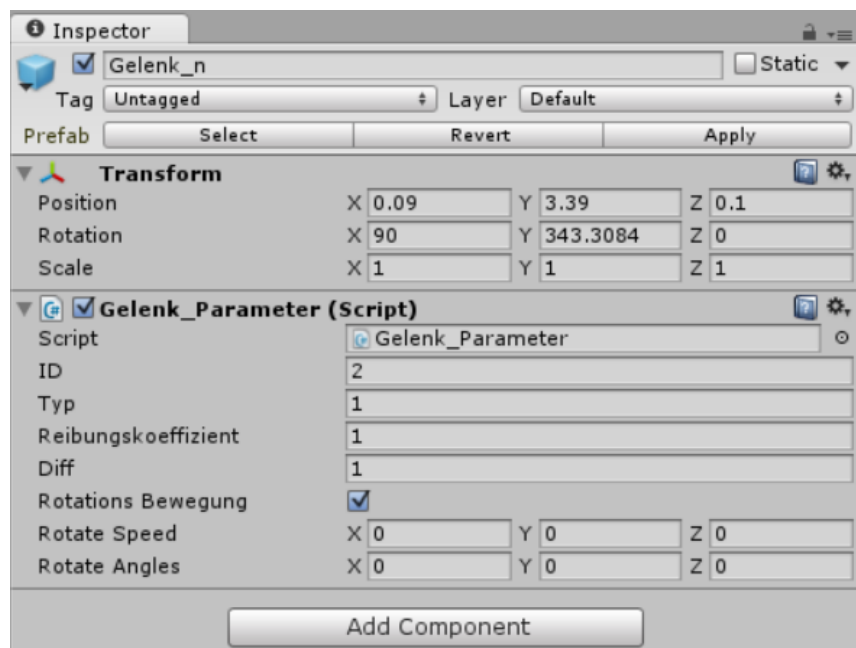 Inspector
Gelenk_n Static
Tag Untagged Layer Default
Prefab Select Revert Apply
Transform
Position X 0.09 Y 3.39 Z 0.1
Rotation X 90 Y 343.3084 Z 0
Scale X 1 Y 1 Z 1
Gelenk_Parameter (Script)
Script Gelenk_Parameter
ID 2
Typ 1
Reibungskoeffizient 1
Diff 1
Rotations Bewegung
Rotate Speed X 0 Y 0 Z 0
Rotate Angles X 0 Y 0 Z 0
Add Component